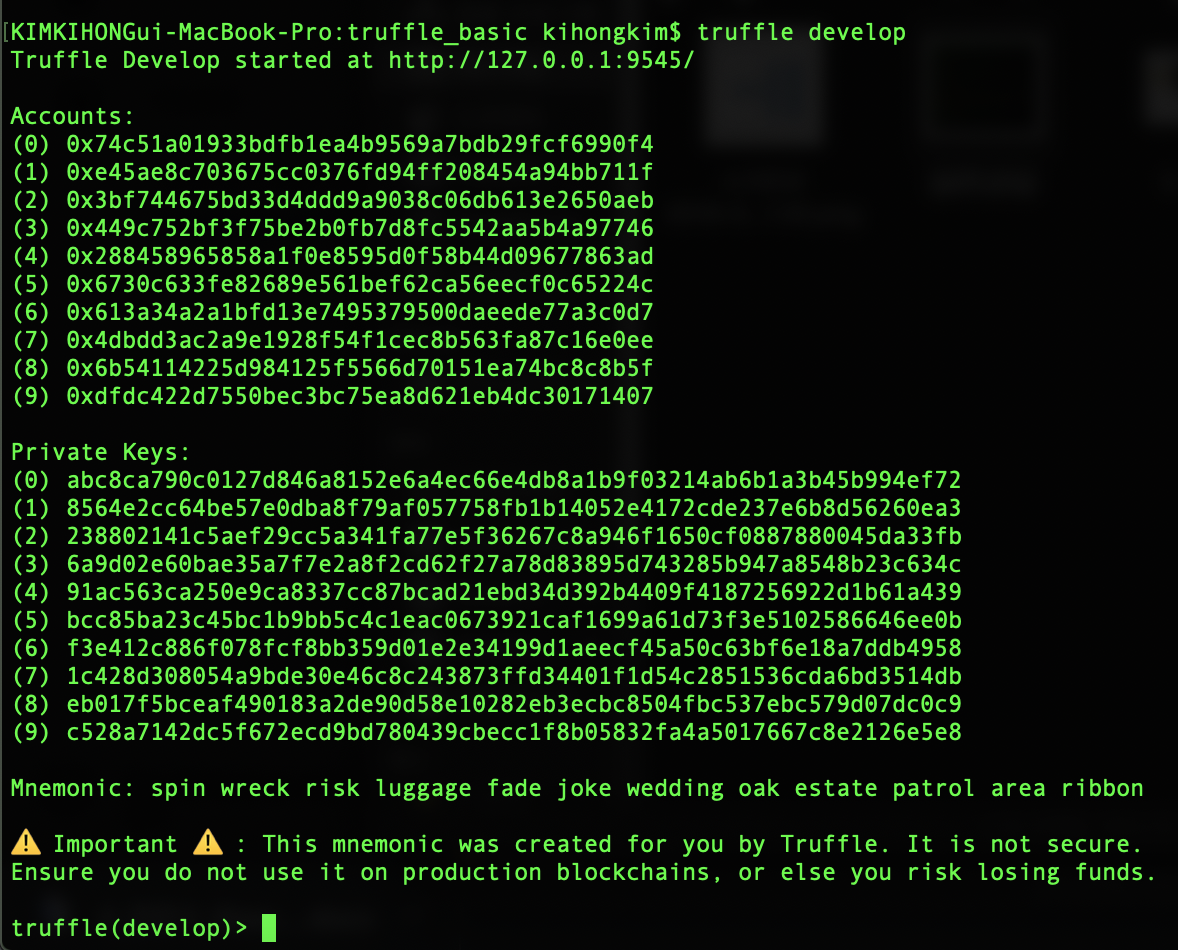 [KIMKIHONGui-MacBook-Pro:truffle_basic kihongkim$ truffle develop
Truffle Develop started at http://127.0.0.1:9545/

Accounts:
(0) 0x74c51a01933bdfb1ea4b9569a7bdb29fcf6990f4
(1) 0xe45ae8c703675cc0376fd94ff208454a94bb711f
(2) 0x3bf744675bd33d4ddd9a9038c06db613e2650aeb
(3) 0x449c752bf3f75be2b0fb7d8fc5542aa5b4a97746
(4) 0x288458965858a1f0e8595d0f58b44d09677863ad
(5) 0x6730c633fe82689e561bef62ca56eecf0c65224c
(6) 0x613a34a2a1bfd13e7495379500daeede77a3c0d7
(7) 0x4dbdd3ac2a9e1928f54f1cec8b563fa87c16e0ee
(8) 0x6b54114225d984125f5566d70151ea74bc8c8b5f
(9) 0xdfdc422d7550bec3bc75ea8d621eb4dc30171407

Private Keys:
(0) abc8ca790c0127d846a8152e6a4ec66e4db8a1b9f03214ab6b1a3b45b994ef72
(1) 8564e2cc64be57e0dba8f79af057758fb1b14052e4172cde237e6b8d56260ea3
(2) 238802141c5aef29cc5a341fa77e5f36267c8a946f1650cf0887880045da33fb
(3) 6a9d02e60bae35a7f7e2a8f2cd62f27a78d83895d743285b947a8548b23c634c
(4) 91ac563ca250e9ca8337cc87bcad21ebd34d392b4409f4187256922d1b61a439
(5) bcc85ba23c45bc1b9bb5c4c1eac0673921caf1699a61d73f3e5102586646ee0b
(6) f3e412c886f078fcf8bb359d01e2e34199d1aeecf45a50c63bf6e18a7ddb4958
(7) 1c428d308054a9bde30e46c8c243873ffd34401f1d54c2851536cda6bd3514db
(8) eb017f5bceaf490183a2de90d58e10282eb3ecbc8504fbc537ebc579d07dc0c9
(9) c528a7142dc5f672ecd9bd780439cbecc1f8b05832fa4a5017667c8e2126e5e8

Mnemonic: spin wreck risk luggage fade joke wedding oak estate patrol area ribbon

⚠️ Important ⚠️ : This mnemonic was created for you by Truffle. It is not secure.
Ensure you do not use it on production blockchains, or else you risk losing funds.

truffle(develop)>